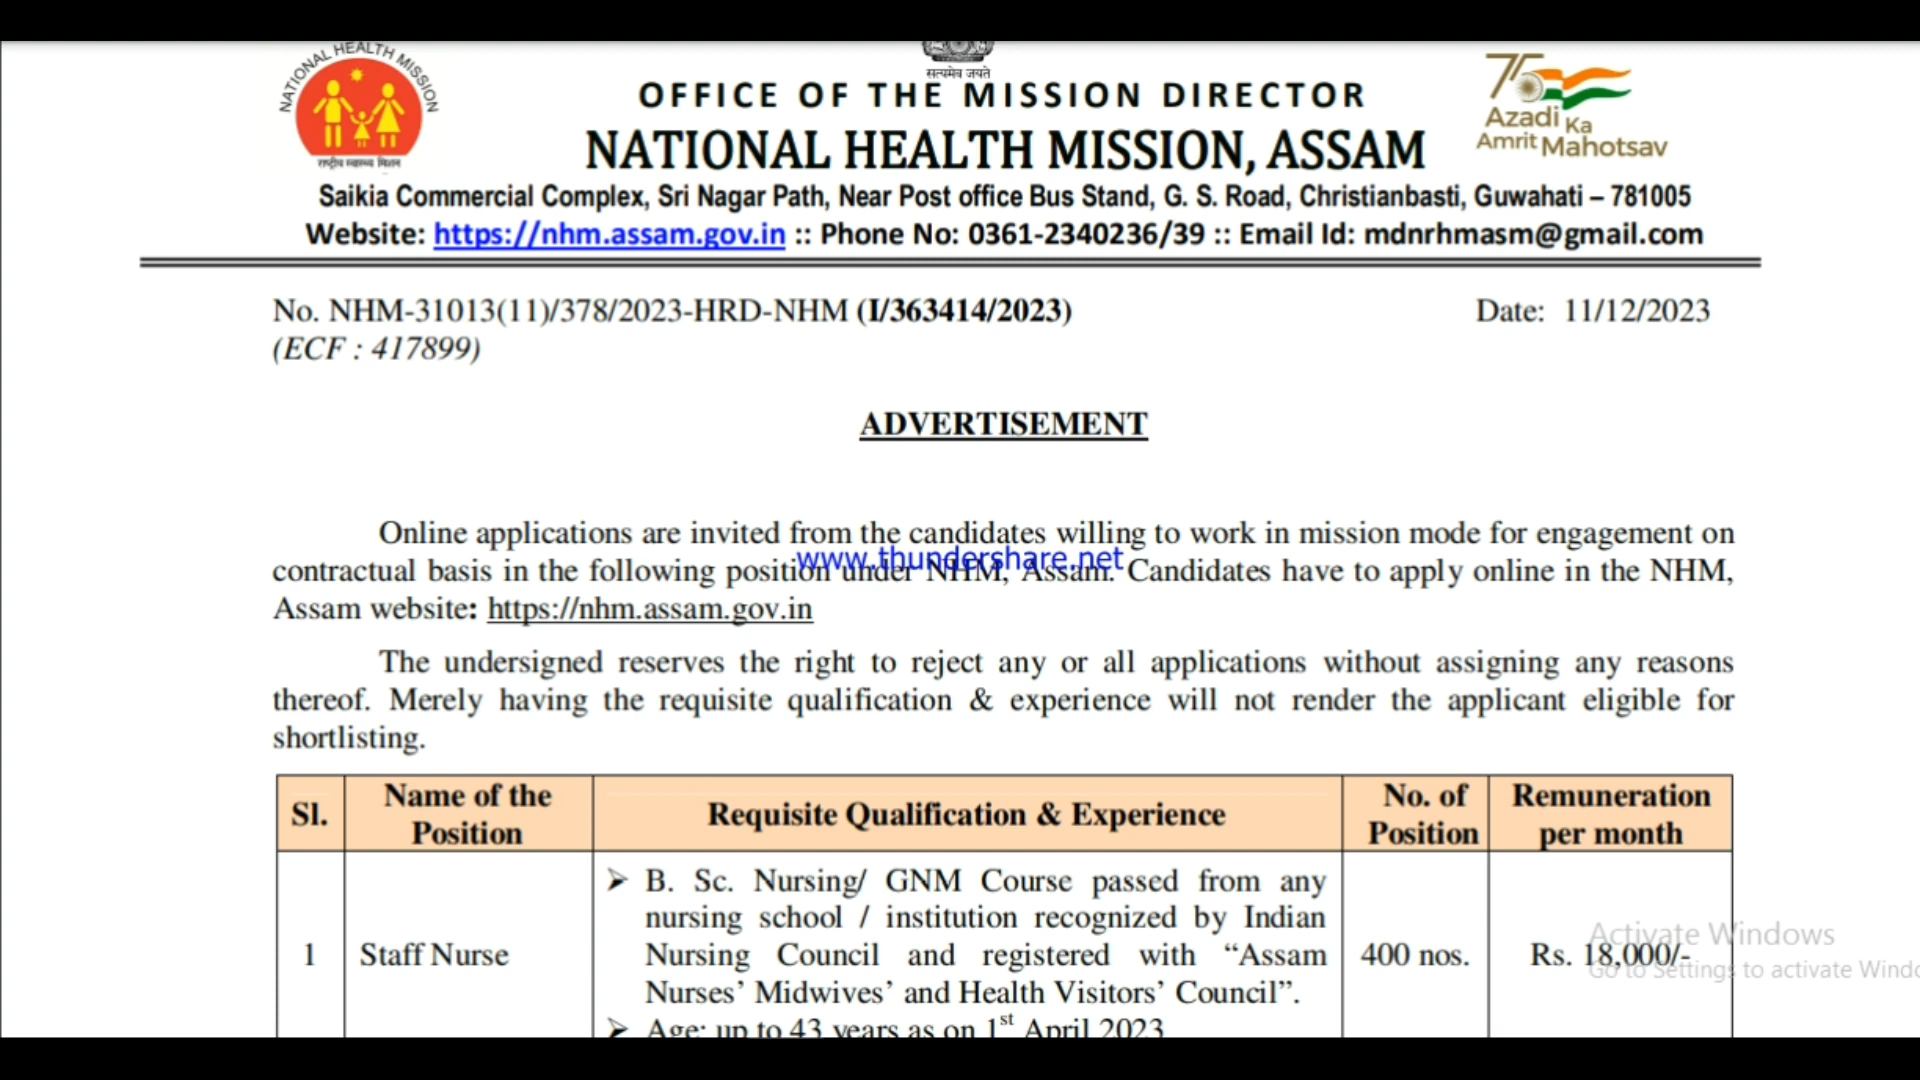 NATIONAL HEALTH MISSION
राष्ट्रीय स्वास्थ्य मिशन
सत्यमेव जयते
75
Azadi Ka
Amrit Mahotsav
OFFICE OF THE MISSION DIRECTOR
NATIONAL HEALTH MISSION, ASSAM
Saikia Commercial Complex, Sri Nagar Path, Near Post office Bus Stand, G. S. Road, Christianbasti, Guwahati – 781005
Website: https://nhm.assam.gov.in :: Phone No: 0361-2340236/39 :: Email Id: mdnrhmasm@gmail.com
No. NHM-31013(11)/378/2023-HRD-NHM (I/363414/2023) Date: 11/12/2023
(ECF : 417899)
ADVERTISEMENT
Online applications are invited from the candidates willing to work in mission mode for engagement on
www.thundershare.net
contractual basis in the following position under NHM, Assam. Candidates have to apply online in the NHM,
Assam website: https://nhm.assam.gov.in
The undersigned reserves the right to reject any or all applications without assigning any reasons
thereof. Merely having the requisite qualification & experience will not render the applicant eligible for
shortlisting.
Sl.
Name of the
Position
Requisite Qualification & Experience
No. of
Position
Remuneration
per month
1
Staff Nurse
➢ B. Sc. Nursing/ GNM Course passed from any
nursing school / institution recognized by Indian
Nursing Council and registered with “Assam
Nurses’ Midwives’ and Health Visitors’ Council”.
➢ Age: up to 43 years as on 1st April 2023
400 nos.
Rs. 18,000/-
Activate Windows
Go to Settings to activate Windo